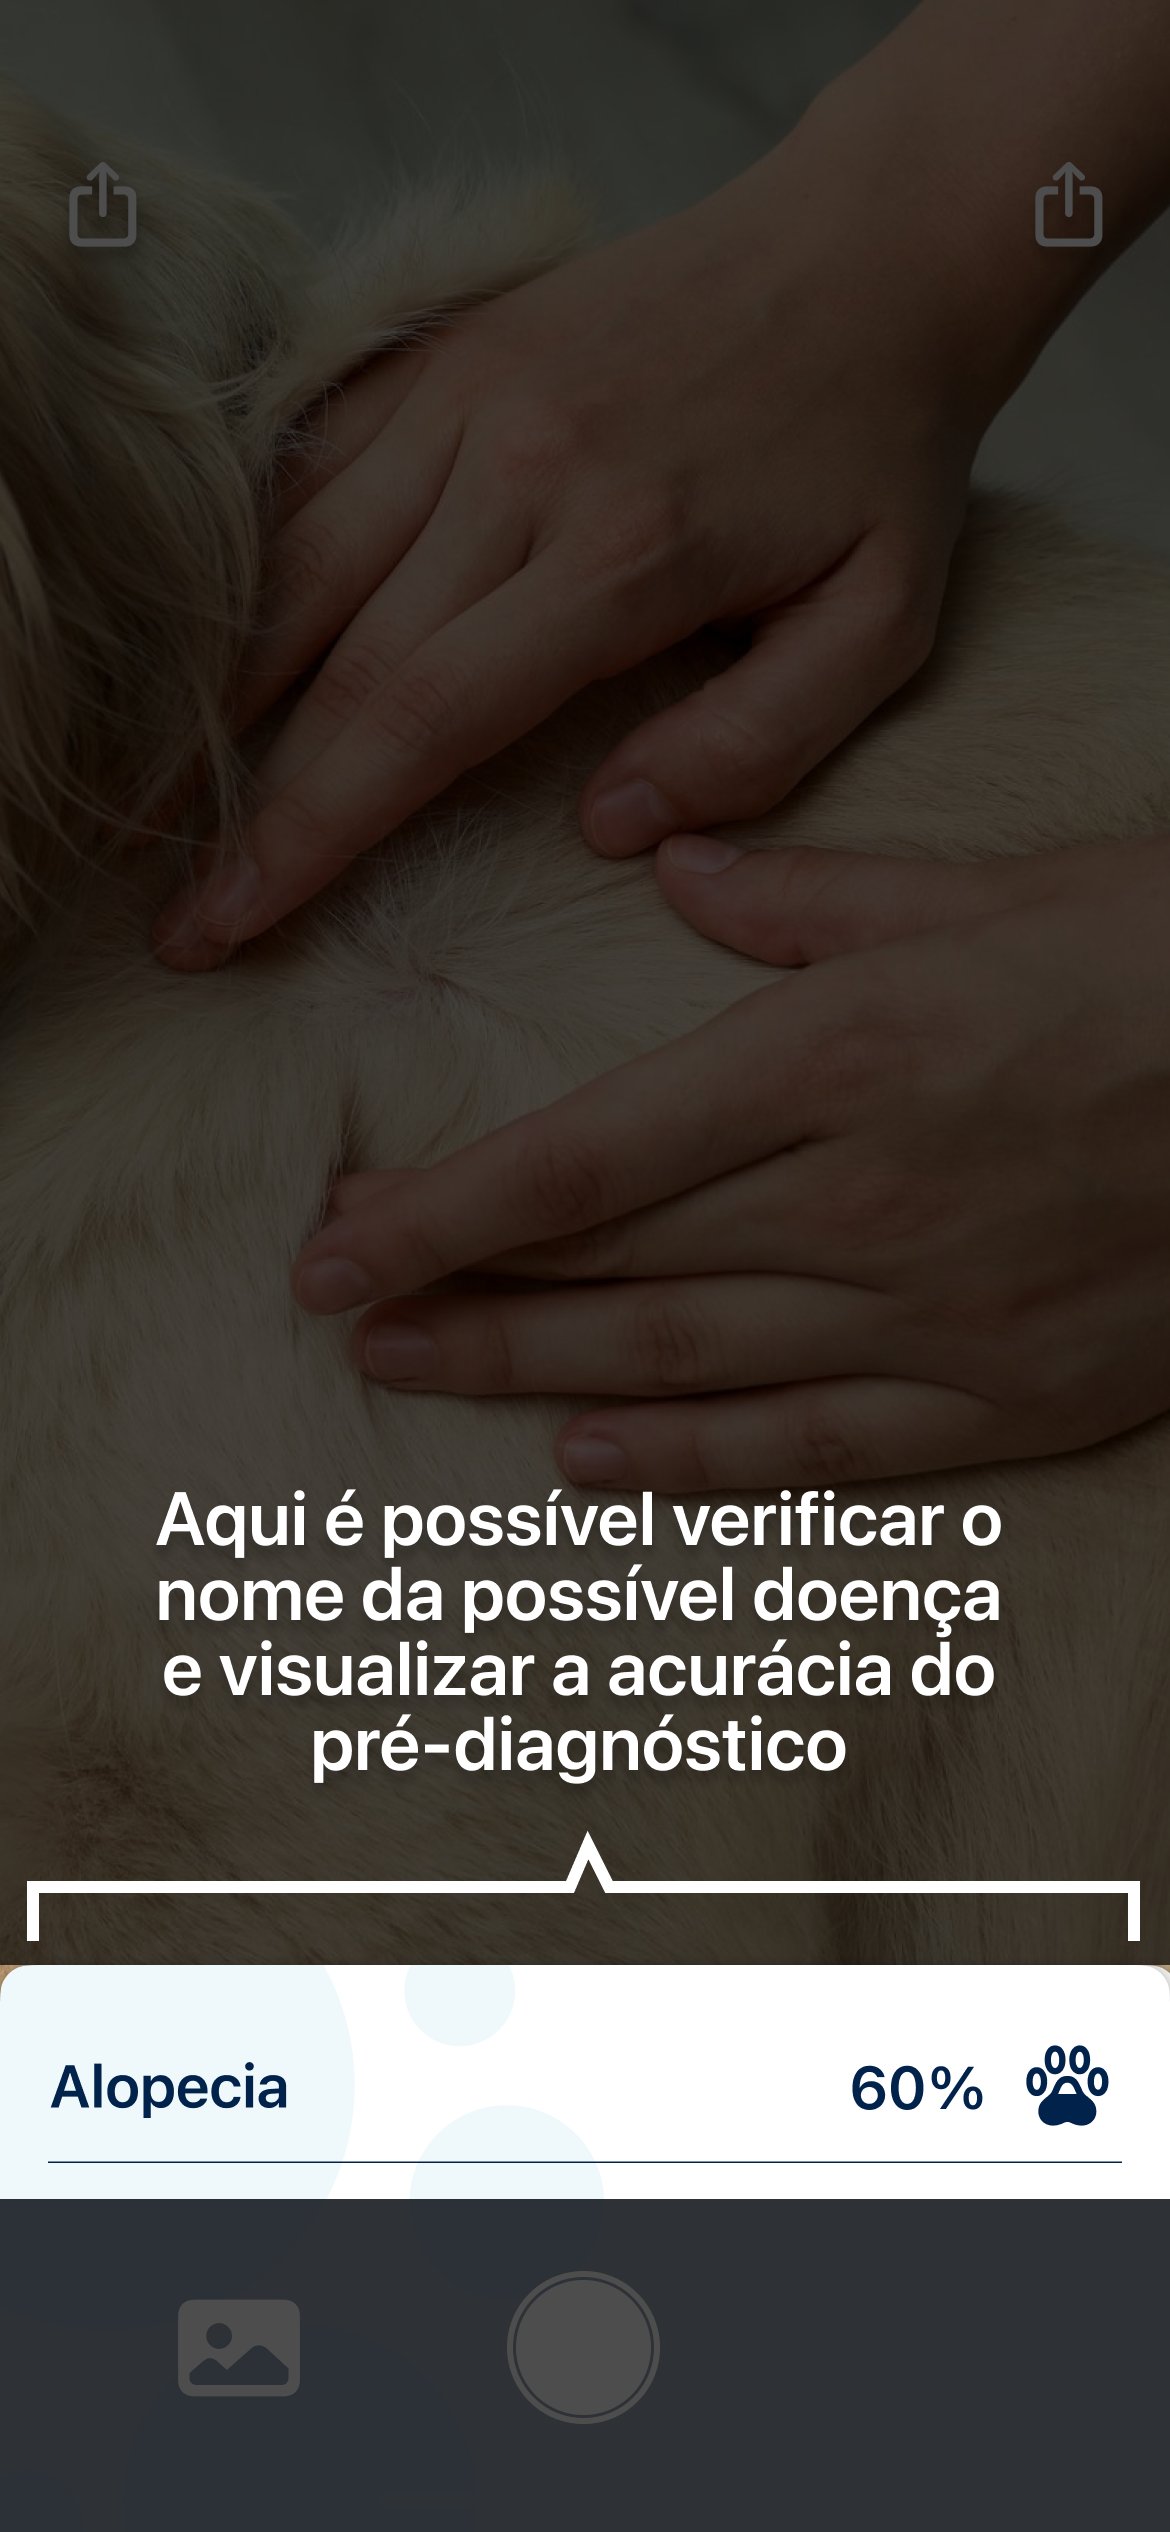 Aqui é possível verificar o
nome da possível doença
e visualizar a acurácia do
pré-diagnóstico
Alopecia 60%